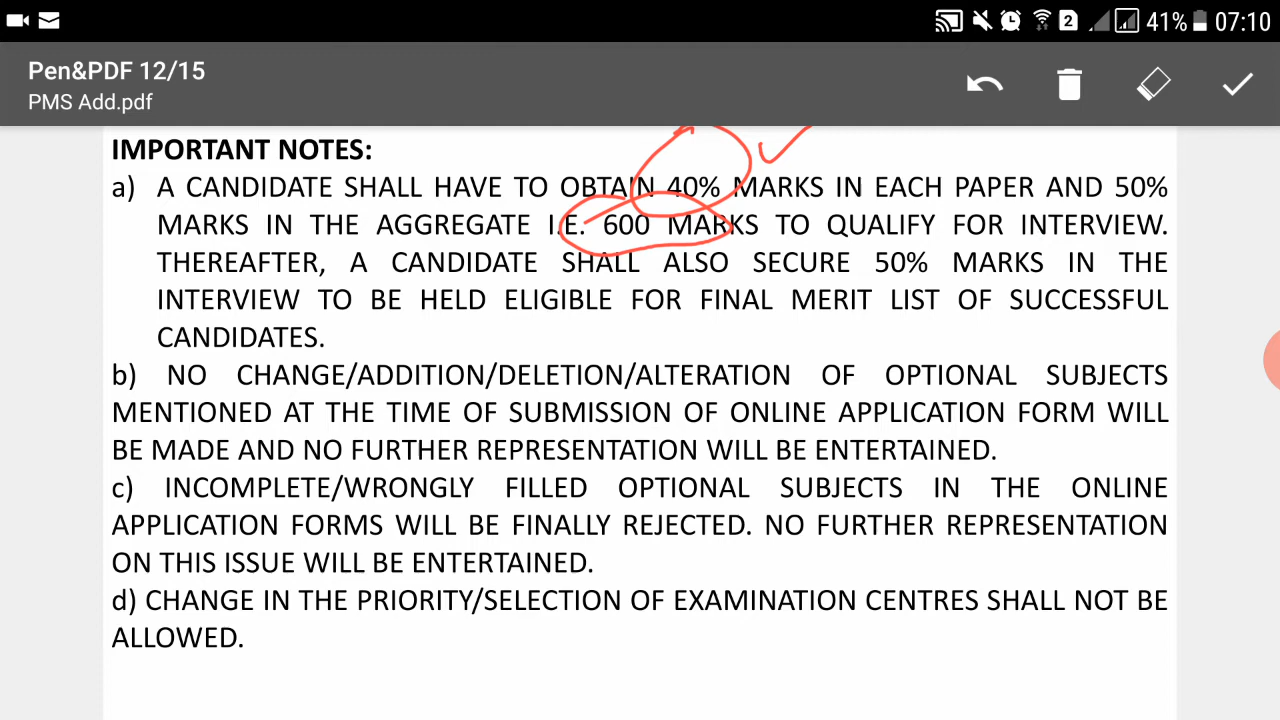 2 41% 07:10
Pen&PDF 12/15
PMS Add.pdf
IMPORTANT NOTES:
a) A CANDIDATE SHALL HAVE TO OBTAIN 40% MARKS IN EACH PAPER AND 50%
MARKS IN THE AGGREGATE I.E. 600 MARKS TO QUALIFY FOR INTERVIEW.
THEREAFTER, A CANDIDATE SHALL ALSO SECURE 50% MARKS IN THE
INTERVIEW TO BE HELD ELIGIBLE FOR FINAL MERIT LIST OF SUCCESSFUL
CANDIDATES.
b) NO CHANGE/ADDITION/DELETION/ALTERATION OF OPTIONAL SUBJECTS
MENTIONED AT THE TIME OF SUBMISSION OF ONLINE APPLICATION FORM WILL
BE MADE AND NO FURTHER REPRESENTATION WILL BE ENTERTAINED.
c) INCOMPLETE/WRONGLY FILLED OPTIONAL SUBJECTS IN THE ONLINE
APPLICATION FORMS WILL BE FINALLY REJECTED. NO FURTHER REPRESENTATION
ON THIS ISSUE WILL BE ENTERTAINED.
d) CHANGE IN THE PRIORITY/SELECTION OF EXAMINATION CENTRES SHALL NOT BE
ALLOWED.